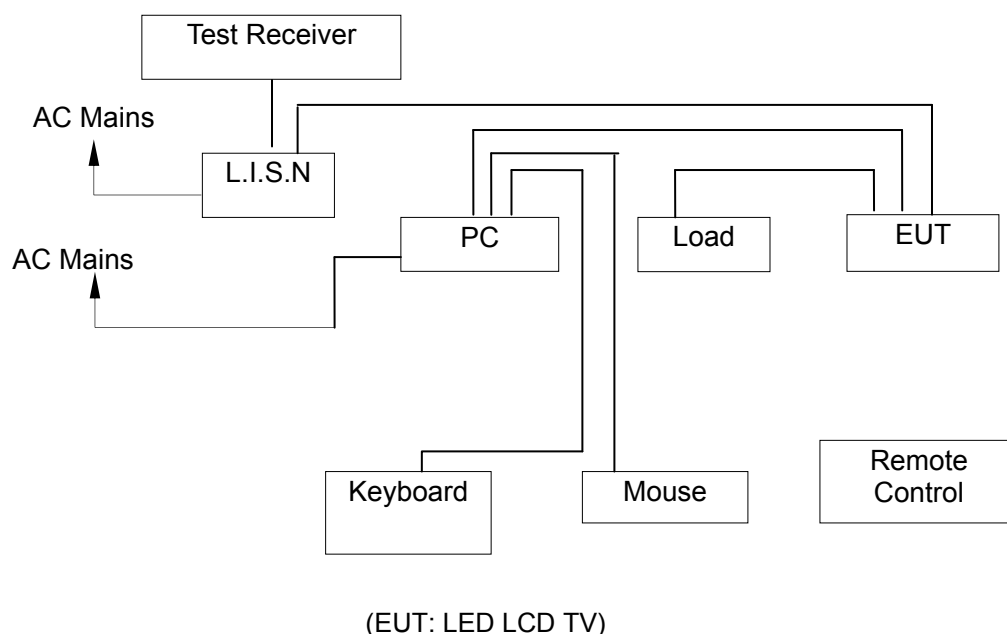 Test Receiver
AC Mains
L.I.S.N
PC
Load
EUT
AC Mains
Keyboard
Mouse
Remote
Control
(EUT: LED LCD TV)